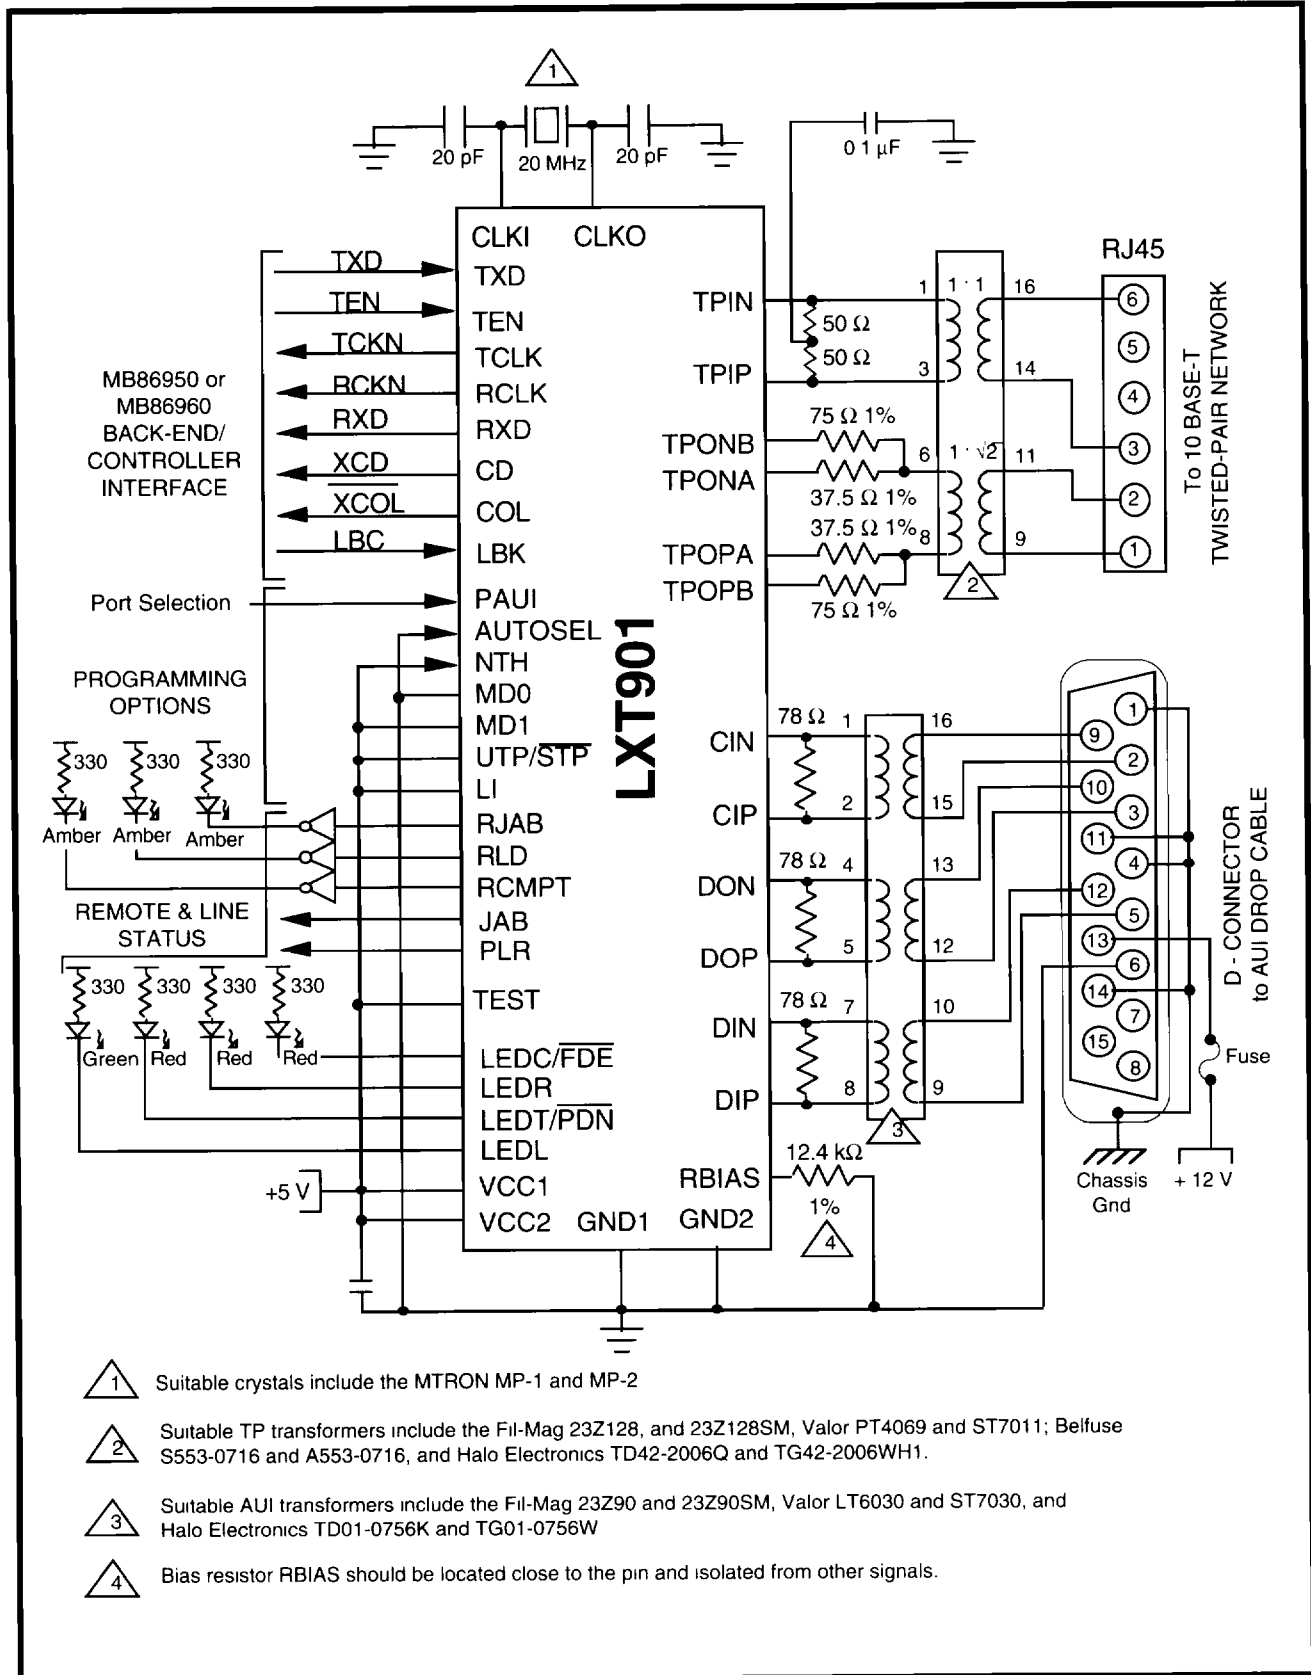 1
20 pF
20 MHz
20 pF
0 1 µF
CLKI CLKO
TXD
TEN
TCKN
RCKN
RXD
XCD
XCOL
LBC
MB86950 or
MB86960
BACK-END/
CONTROLLER
INTERFACE
Port Selection
PROGRAMMING
OPTIONS
330
330
330
Amber
Amber
Amber
REMOTE & LINE
STATUS
330
330
330
330
Green
Red
Red
Red
+5 V
TXD
TEN
TCLK
RCLK
RXD
CD
COL
LBK
PAUI
AUTOSEL
NTH
MD0
MD1
UTP/STP
LI
RJAB
RLD
RCMPT
JAB
PLR
TEST
LEDC/FDE
LEDR
LEDT/PDN
LEDL
VCC1
VCC2 GND1 GND2
LXT901
TPIN
TPIP
TPONB
TPONA
TPOPA
TPOPB
CIN
CIP
DON
DOP
DIN
DIP
RBIAS
50 Ω
50 Ω
75 Ω 1%
37.5 Ω 1%
37.5 Ω 1%
75 Ω 1%
1 1 : 1 16
3 14
6 1 : √2 11
8 9
2
RJ45
6
5
4
3
2
1
To 10 BASE-T
TWISTED-PAIR NETWORK
78 Ω 1 16
2 15
78 Ω 4 13
5 12
78 Ω 7 10
8 9
3
12.4 kΩ
1%
4
1
9
2
10
3
11
4
12
5
13
6
14
7
15
8
D - CONNECTOR
to AUI DROP CABLE
Fuse
Chassis
Gnd
+ 12 V
1 Suitable crystals include the MTRON MP-1 and MP-2
2 Suitable TP transformers include the Fil-Mag 23Z128, and 23Z128SM, Valor PT4069 and ST7011; Belfuse
S553-0716 and A553-0716, and Halo Electronics TD42-2006Q and TG42-2006WH1.
3 Suitable AUI transformers include the Fil-Mag 23Z90 and 23Z90SM, Valor LT6030 and ST7030, and
Halo Electronics TD01-0756K and TG01-0756W
4 Bias resistor RBIAS should be located close to the pin and isolated from other signals.